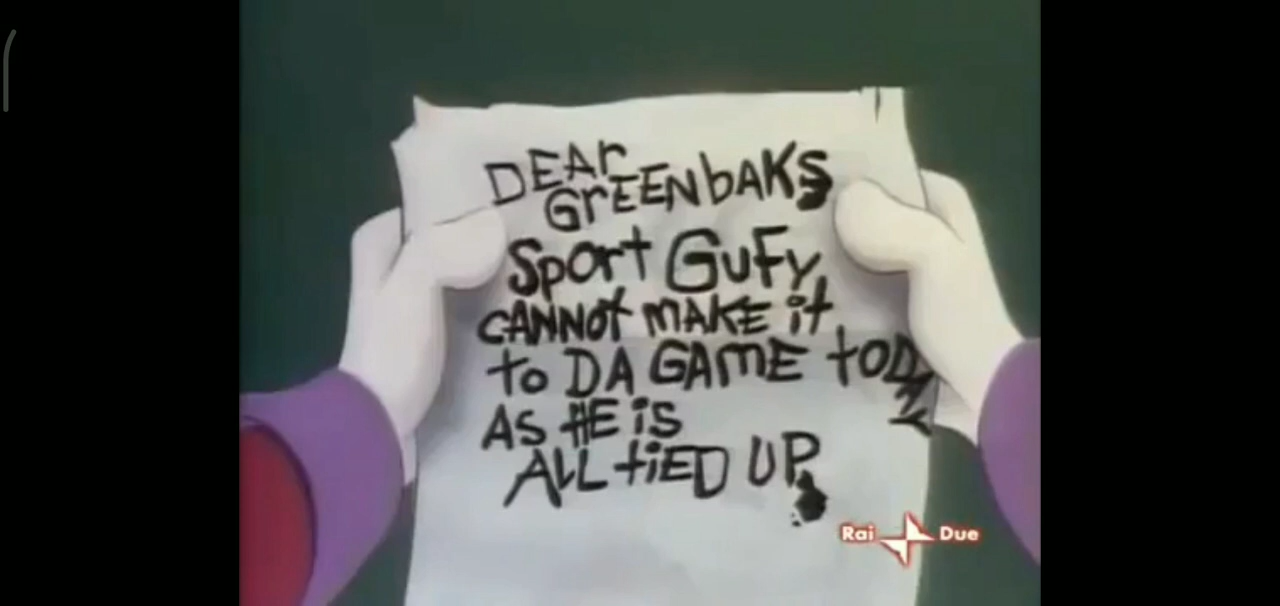 DEAr
GrEENbAKS
Sport GuFy
CANNOt mAKE it
to DA GAmE toDAy
AS HE iS
ALL tiED UP.
Rai Due